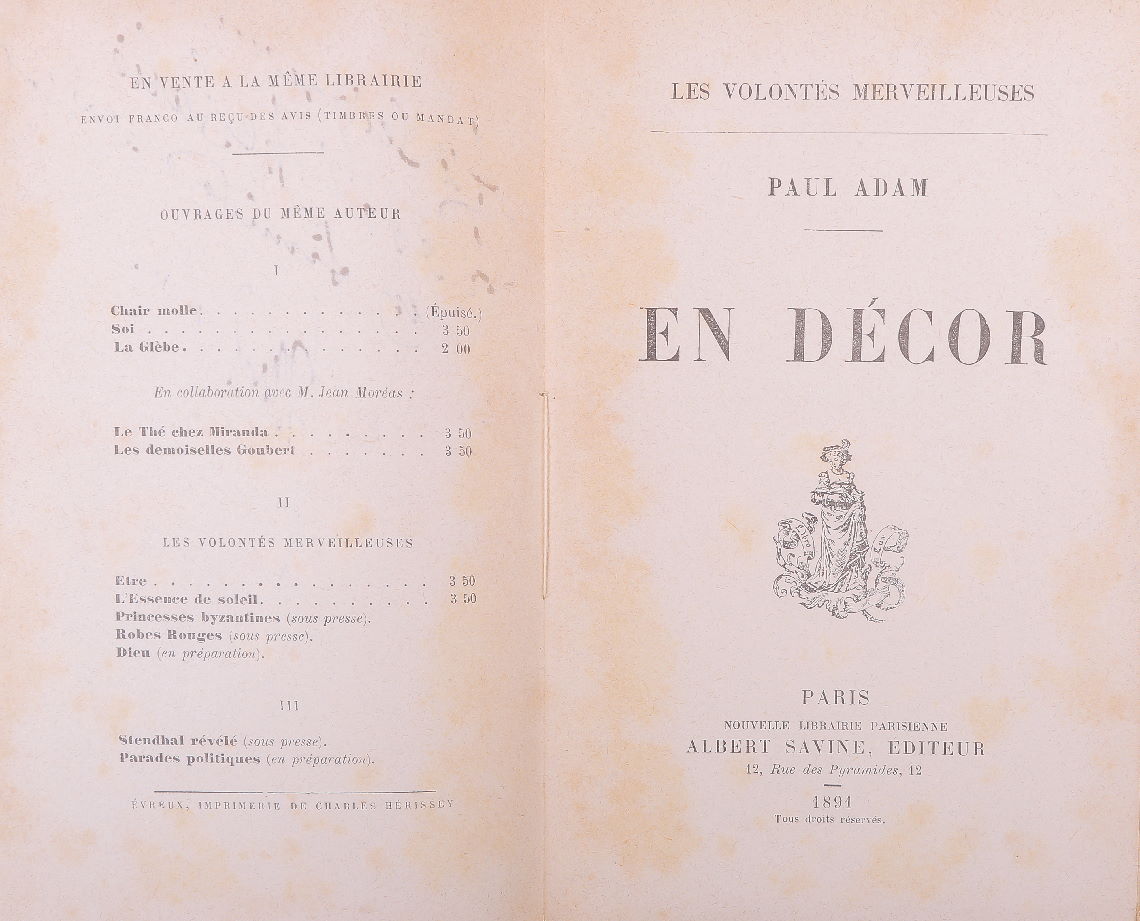 EN VENTE A LA MÊME LIBRAIRIE
ENVOI FRANCO AU REÇU DES AVIS (TIMBRES OU MANDAT)
OUVRAGES DU MÊME AUTEUR
I
Chair molle. . . . . . . . . . . . . (Épuisé.)
Soi . . . . . . . . . . . . . . . . 3 50
La Glèbe. . . . . . . . . . . . . . 2 00
En collaboration avec M. Jean Moréas :
Le Thé chez Miranda . . . . . . . . . 3 50
Les demoiselles Goubert . . . . . . . 3 50
II
LES VOLONTÉS MERVEILLEUSES
Etre . . . . . . . . . . . . . . . . 3 50
L'Essence de soleil. . . . . . . . . . 3 50
Princesses byzantines (sous presse).
Robes Rouges (sous presse).
Dieu (en préparation).
III
Stendhal révélé (sous presse).
Parades politiques (en préparation).
ÉVREUX, IMPRIMERIE DE CHARLES HÉRISSEY
LES VOLONTÉS MERVEILLEUSES
PAUL ADAM
EN DÉCOR
PARIS
NOUVELLE LIBRAIRIE PARISIENNE
ALBERT SAVINE, EDITEUR
12, Rue des Pyramides, 12
1891
Tous droits réservés.